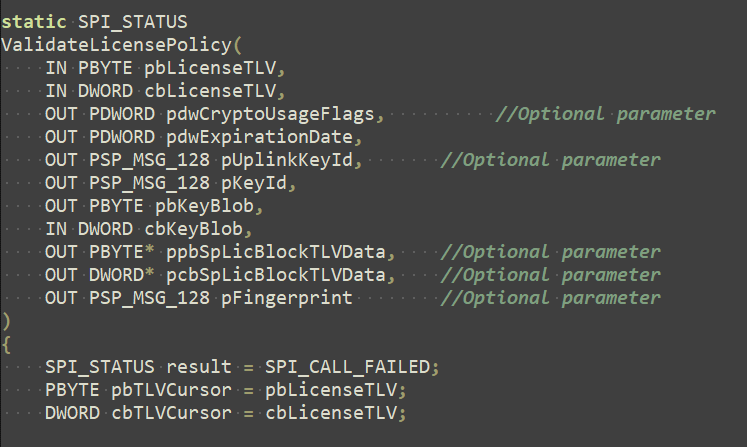 static SPI_STATUS
ValidateLicensePolicy(
    IN PBYTE pbLicenseTLV,
    IN DWORD cbLicenseTLV,
    OUT PDWORD pdwCryptoUsageFlags,          //Optional parameter
    OUT PDWORD pdwExpirationDate,
    OUT PSP_MSG_128 pUplinkKeyId,       //Optional parameter
    OUT PSP_MSG_128 pKeyId,
    OUT PBYTE pbKeyBlob,
    IN DWORD cbKeyBlob,
    OUT PBYTE* ppbSpLicBlockTLVData,    //Optional parameter
    OUT DWORD* pcbSpLicBlockTLVData,    //Optional parameter
    OUT PSP_MSG_128 pFingerprint        //Optional parameter
)
{
    SPI_STATUS result = SPI_CALL_FAILED;
    PBYTE pbTLVCursor = pbLicenseTLV;
    DWORD cbTLVCursor = cbLicenseTLV;